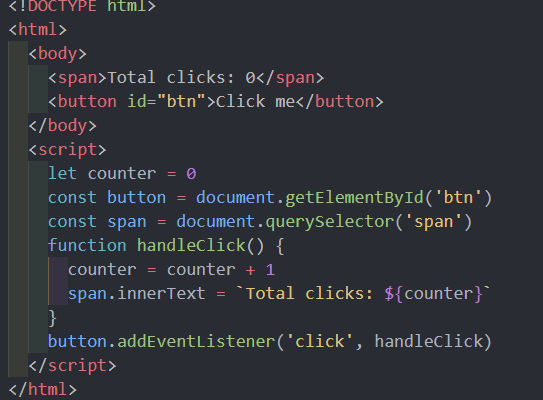 <!DOCTYPE html>
<html>
  <body>
    <span>Total clicks: 0</span>
    <button id="btn">Click me</button>
  </body>
  <script>
    let counter = 0
    const button = document.getElementById('btn')
    const span = document.querySelector('span')
    function handleClick() {
      counter = counter + 1
      span.innerText = `Total clicks: ${counter}`
    }
    button.addEventListener('click', handleClick)
  </script>
</html>